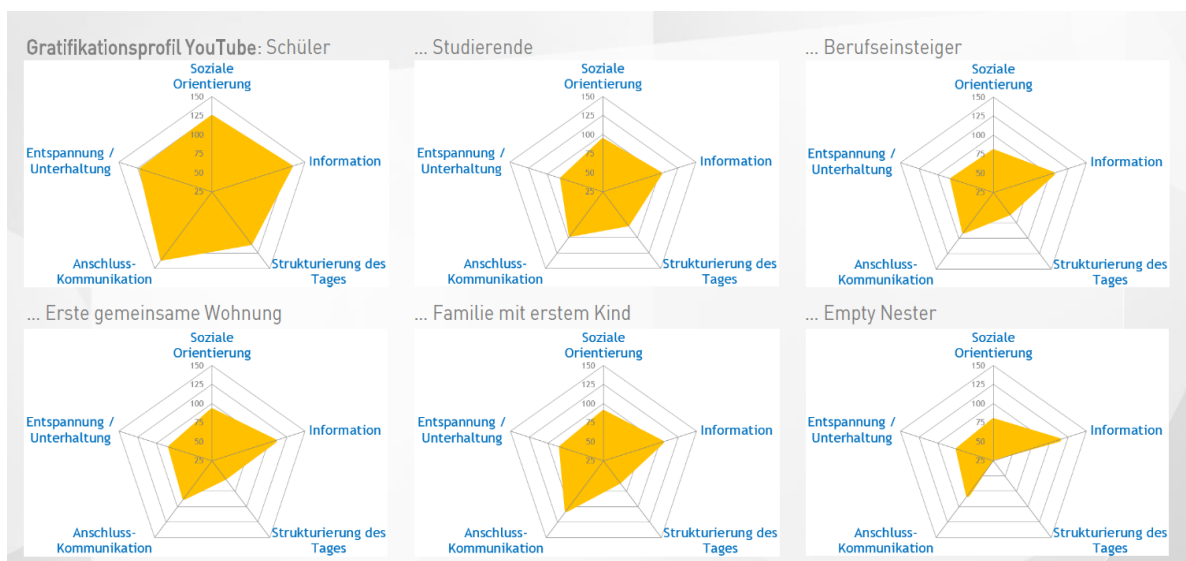 Gratifikationsprofil YouTube: Schüler
Soziale
Orientierung
150
125
100
75
50
25
Entspannung /
Unterhaltung
Information
Anschluss-
Kommunikation
Strukturierung des
Tages
... Studierende
Soziale
Orientierung
150
125
100
75
50
25
Entspannung /
Unterhaltung
Information
Anschluss-
Kommunikation
Strukturierung des
Tages
... Berufseinsteiger
Soziale
Orientierung
150
125
100
75
50
25
Entspannung /
Unterhaltung
Information
Anschluss-
Kommunikation
Strukturierung des
Tages
... Erste gemeinsame Wohnung
Soziale
Orientierung
150
125
100
75
50
25
Entspannung /
Unterhaltung
Information
Anschluss-
Kommunikation
Strukturierung des
Tages
... Familie mit erstem Kind
Soziale
Orientierung
150
125
100
75
50
25
Entspannung /
Unterhaltung
Information
Anschluss-
Kommunikation
Strukturierung des
Tages
... Empty Nester
Soziale
Orientierung
150
125
100
75
50
25
Entspannung /
Unterhaltung
Information
Anschluss-
Kommunikation
Strukturierung des
Tages